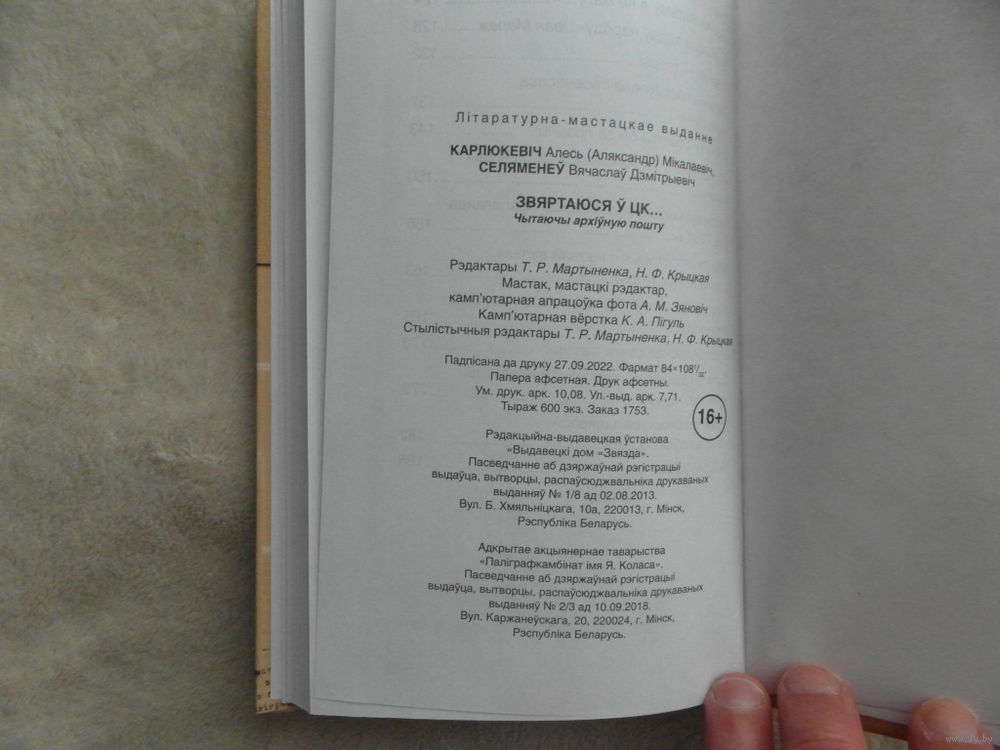 Літаратурна-мастацкае выданне
КАРЛЮКЕВІЧ Алесь (Аляксандр) Мікалаевіч,
СЕЛЯМЕНЕЎ Вячаслаў Дзмітрыевіч
ЗВЯРТАЮСЯ Ў ЦК...
Чытаючы архіўную пошту
Рэдактары Т. Р. Мартыненка, Н. Ф. Крыцкая
Мастак, мастацкі рэдактар,
камп'ютарная апрацоўка фота А. М. Зяновіч
Камп'ютарная вёрстка К. А. Пігуль
Стылістычныя рэдактары Т. Р. Мартыненка, Н. Ф. Крыцкая
Падпісана да друку 27.09.2022. Фармат 84×108 1/32.
Папера афсетная. Друк афсетны.
Ум. друк. арк. 10,08. Ул.-выд. арк. 7,71.
Тыраж 600 экз. Заказ 1753.
16+
Рэдакцыйна-выдавецкая ўстанова
«Выдавецкі дом «Звязда».
Пасведчанне аб дзяржаўнай рэгістрацыі
выдаўца, вытворцы, распаўсюджвальніка друкаваных
выданняў № 1/8 ад 02.08.2013.
Вул. Б. Хмяльніцкага, 10а, 220013, г. Мінск,
Рэспубліка Беларусь.
Адкрытае акцыянернае таварыства
«Паліграфкамбінат імя Я. Коласа».
Пасведчанне аб дзяржаўнай рэгістрацыі
выдаўца, вытворцы, распаўсюджвальніка друкаваных
выданняў № 2/3 ад 10.09.2018.
Вул. Каржанеўскага, 20, 220024, г. Мінск,
Рэспубліка Беларусь.